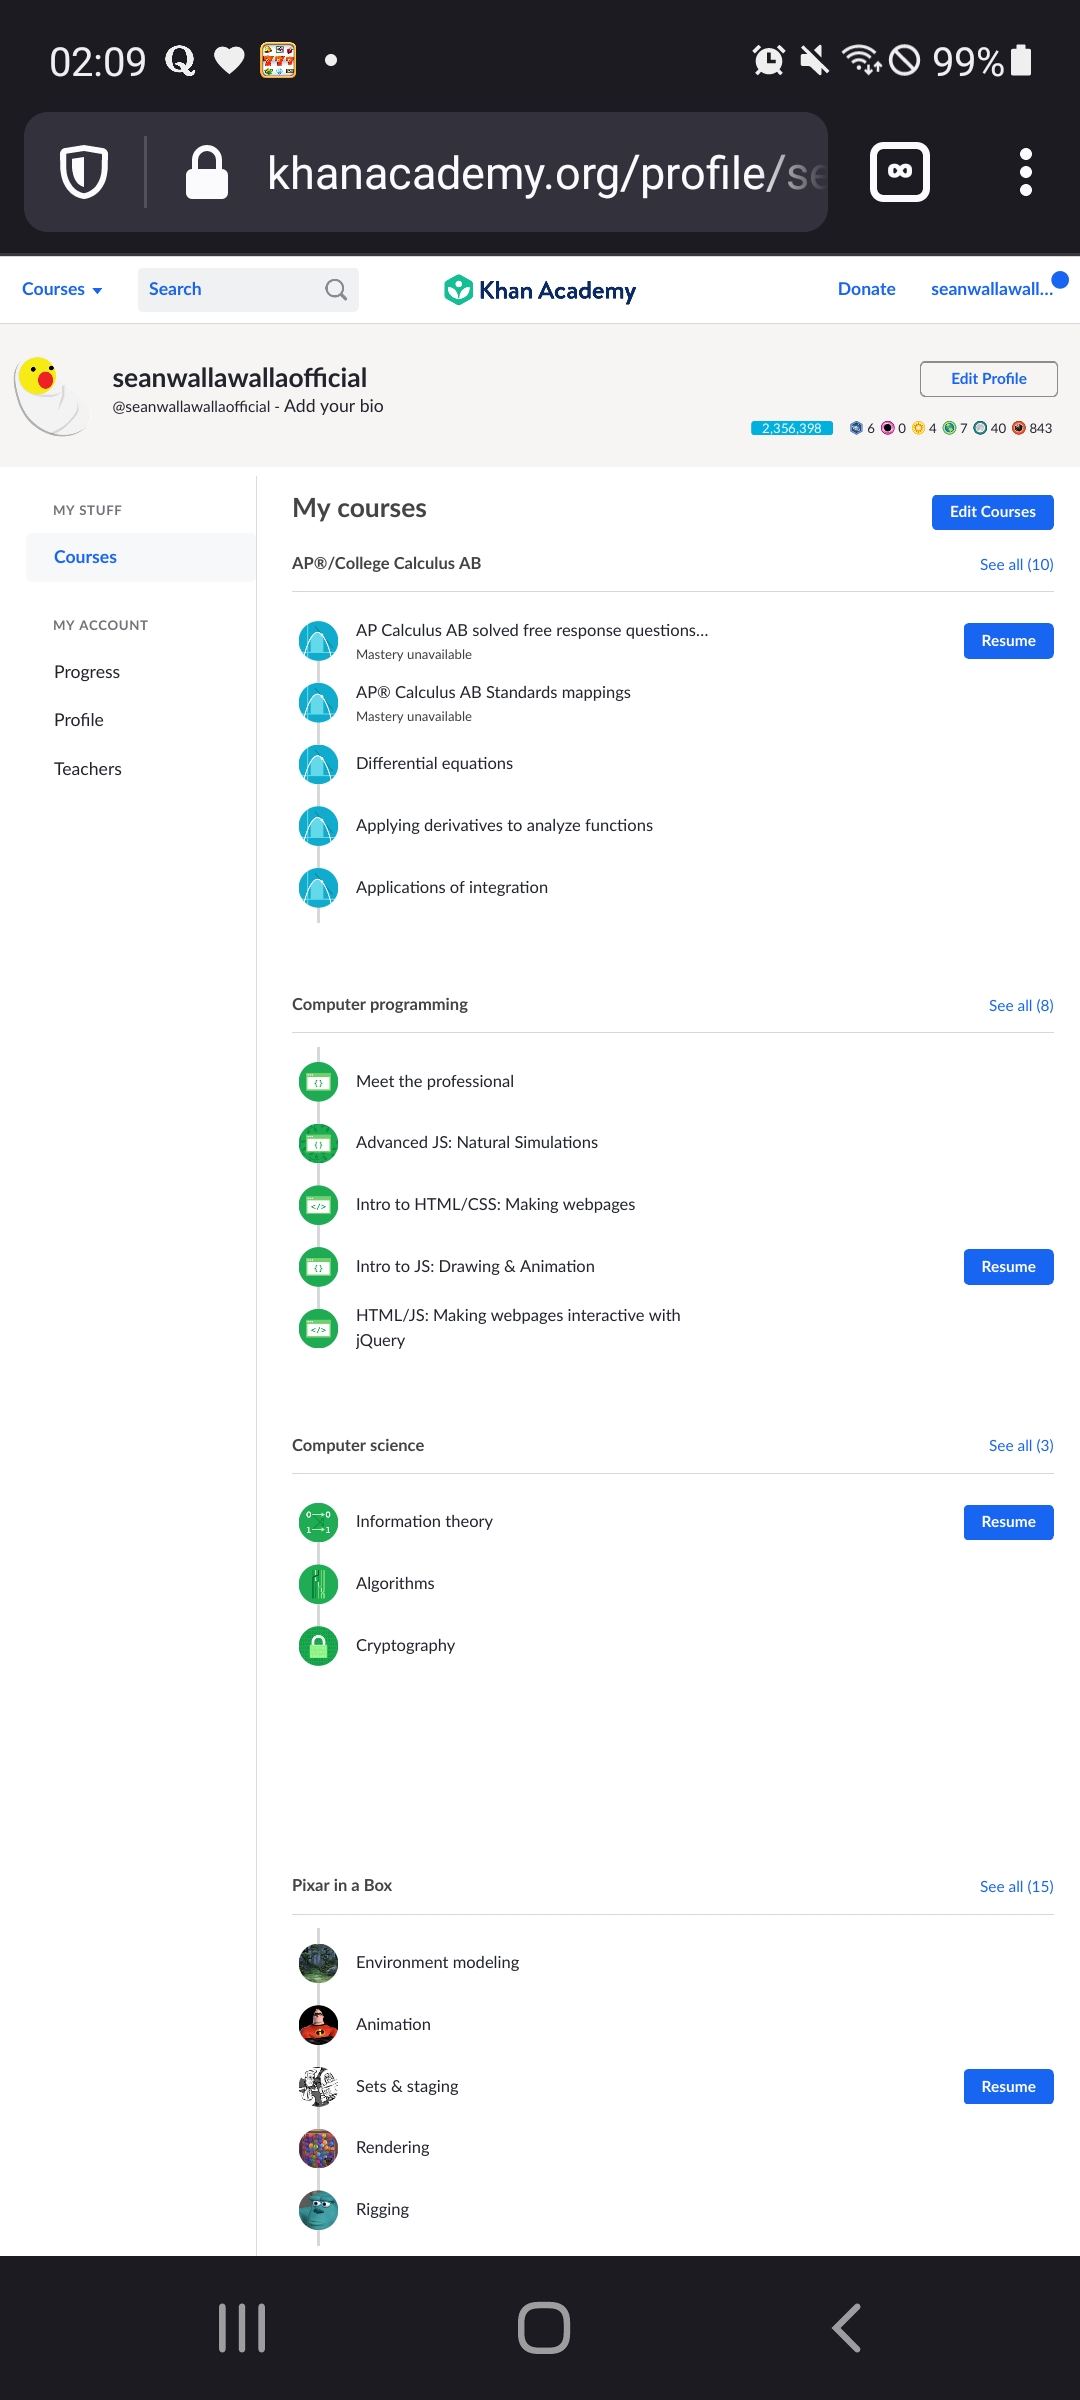 02:09
99%
khanacademy.org/profile/se
Courses
Search
Khan Academy
Donate
seanwallawall...
seanwallawallaofficial
@seanwallawallaofficial - Add your bio
Edit Profile
2,356,398 6 0 4 7 40 843
MY STUFF
Courses
MY ACCOUNT
Progress
Profile
Teachers
My courses
Edit Courses
AP®/College Calculus AB
See all (10)
AP Calculus AB solved free response questions...
Mastery unavailable
Resume
AP® Calculus AB Standards mappings
Mastery unavailable
Differential equations
Applying derivatives to analyze functions
Applications of integration
Computer programming
See all (8)
Meet the professional
Advanced JS: Natural Simulations
Intro to HTML/CSS: Making webpages
Intro to JS: Drawing & Animation
Resume
HTML/JS: Making webpages interactive with
jQuery
Computer science
See all (3)
Information theory
Resume
Algorithms
Cryptography
Pixar in a Box
See all (15)
Environment modeling
Animation
Sets & staging
Resume
Rendering
Rigging